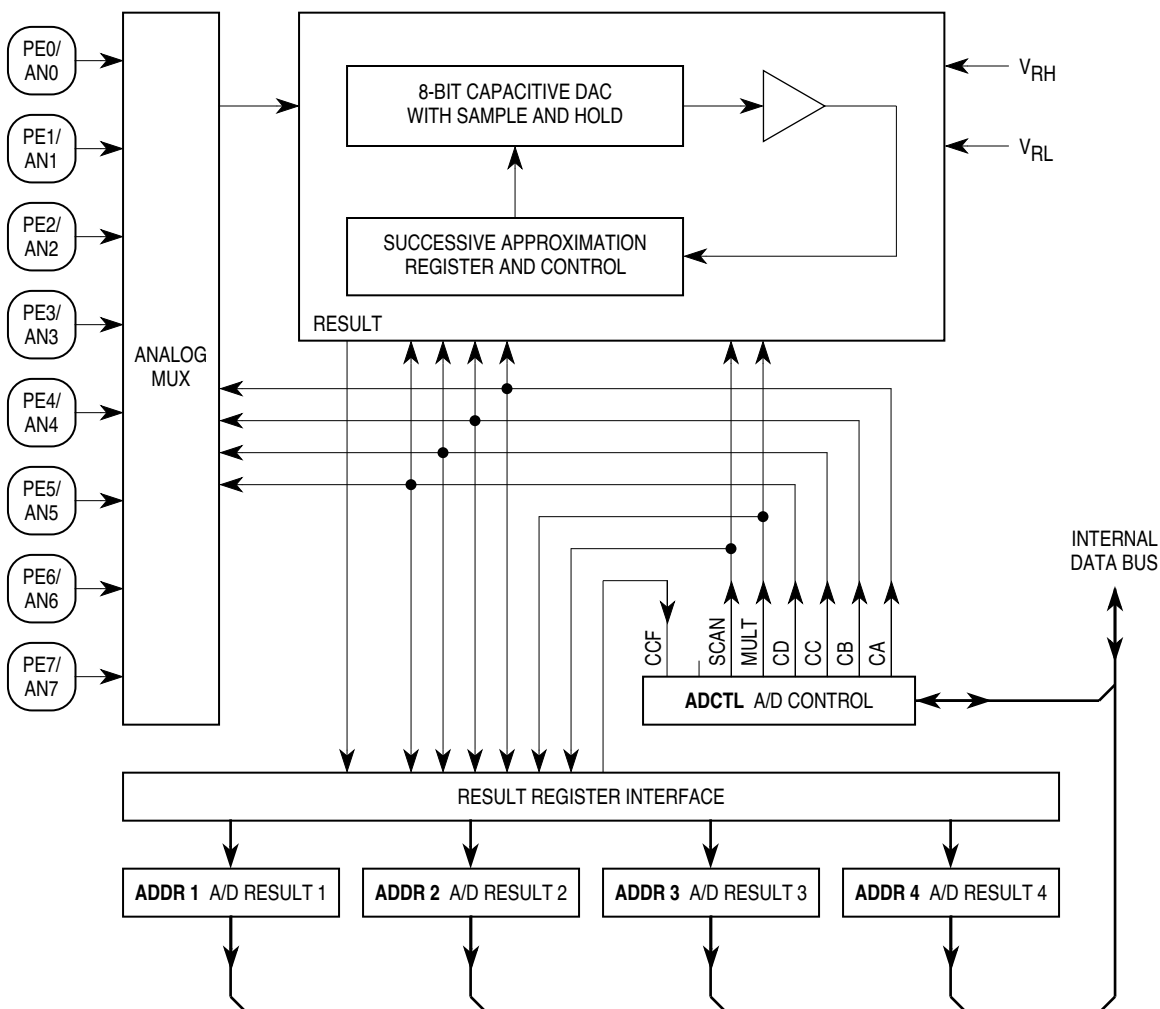 PE0/
AN0
PE1/
AN1
PE2/
AN2
PE3/
AN3
PE4/
AN4
PE5/
AN5
PE6/
AN6
PE7/
AN7
ANALOG
MUX
8-BIT CAPACITIVE DAC
WITH SAMPLE AND HOLD
SUCCESSIVE APPROXIMATION
REGISTER AND CONTROL
RESULT
VRH
VRL
INTERNAL
DATA BUS
CCF
SCAN
MULT
CD
CC
CB
CA
ADCTL A/D CONTROL
RESULT REGISTER INTERFACE
ADDR 1 A/D RESULT 1
ADDR 2 A/D RESULT 2
ADDR 3 A/D RESULT 3
ADDR 4 A/D RESULT 4